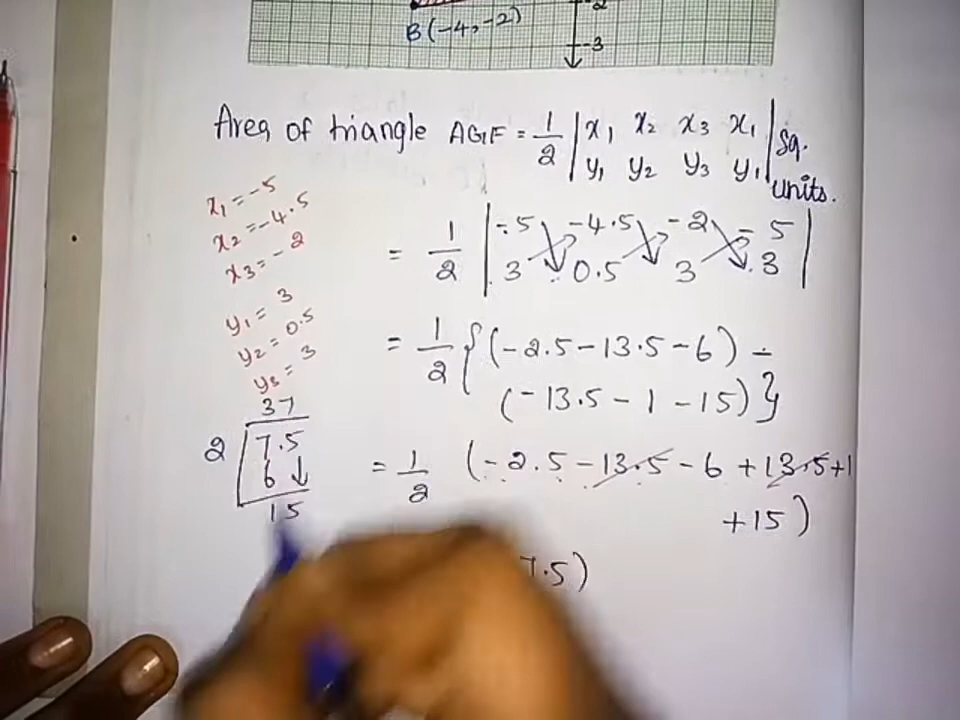 -2
B(-4,-2)
-3
Area of triangle AGF = 1/2 | x₁ x₂ x₃ x₁ | Sq.
y₁ y₂ y₃ y₁ units.
x₁ = -5
x₂ = -4.5
x₃ = -2
y₁ = 3
y₂ = 0.5
y₃ = 3
= 1/2 | -5 -4.5 -2 -5 |
3 0.5 3 3
= 1/2 {(-2.5-13.5-6) -
(-13.5-1-15)}
37
2 7.5
6
15
= 1/2 (-2.5-13.5-6+13.5+1
+15)
7.5)